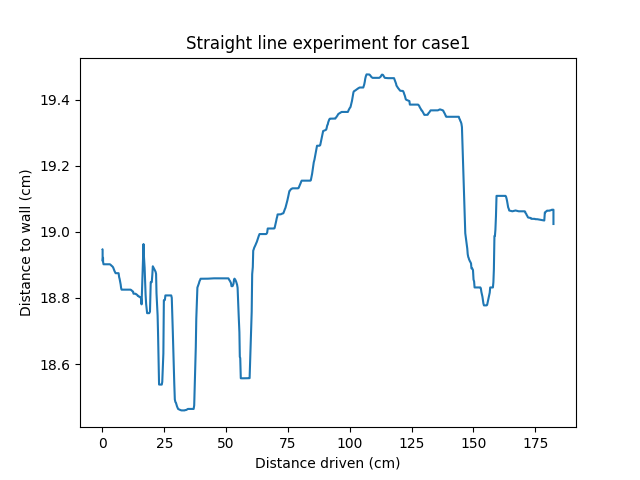 Straight line experiment for case1
Distance to wall (cm)
19.4
19.2
19.0
18.8
18.6
0 25 50 75 100 125 150 175
Distance driven (cm)